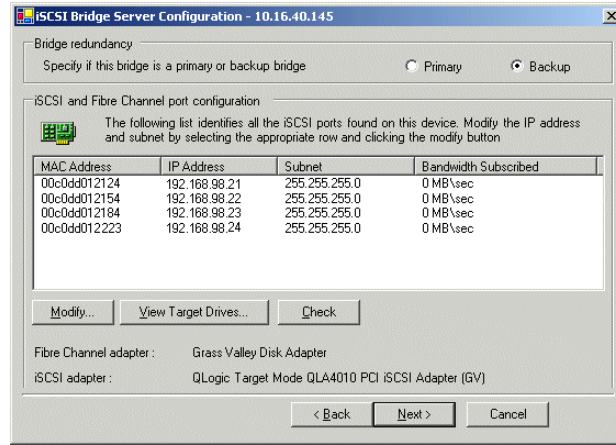 iSCSI Bridge Server Configuration - 10.16.40.145
Bridge redundancy
Specify if this bridge is a primary or backup bridge
Primary
Backup
iSCSI and Fibre Channel port configuration
The following list identifies all the iSCSI ports found on this device. Modify the IP address
and subnet by selecting the appropriate row and clicking the modify button
MAC Address IP Address Subnet Bandwidth Subscribed
00c0dd012124 192.168.98.21 255.255.255.0 0 MB\sec
00c0dd012154 192.168.98.22 255.255.255.0 0 MB\sec
00c0dd012184 192.168.98.23 255.255.255.0 0 MB\sec
00c0dd012223 192.168.98.24 255.255.255.0 0 MB\sec
Modify... View Target Drives... Check
Fibre Channel adapter : Grass Valley Disk Adapter
iSCSI adapter : QLogic Target Mode QLA4010 PCI iSCSI Adapter (GV)
< Back Next > Cancel